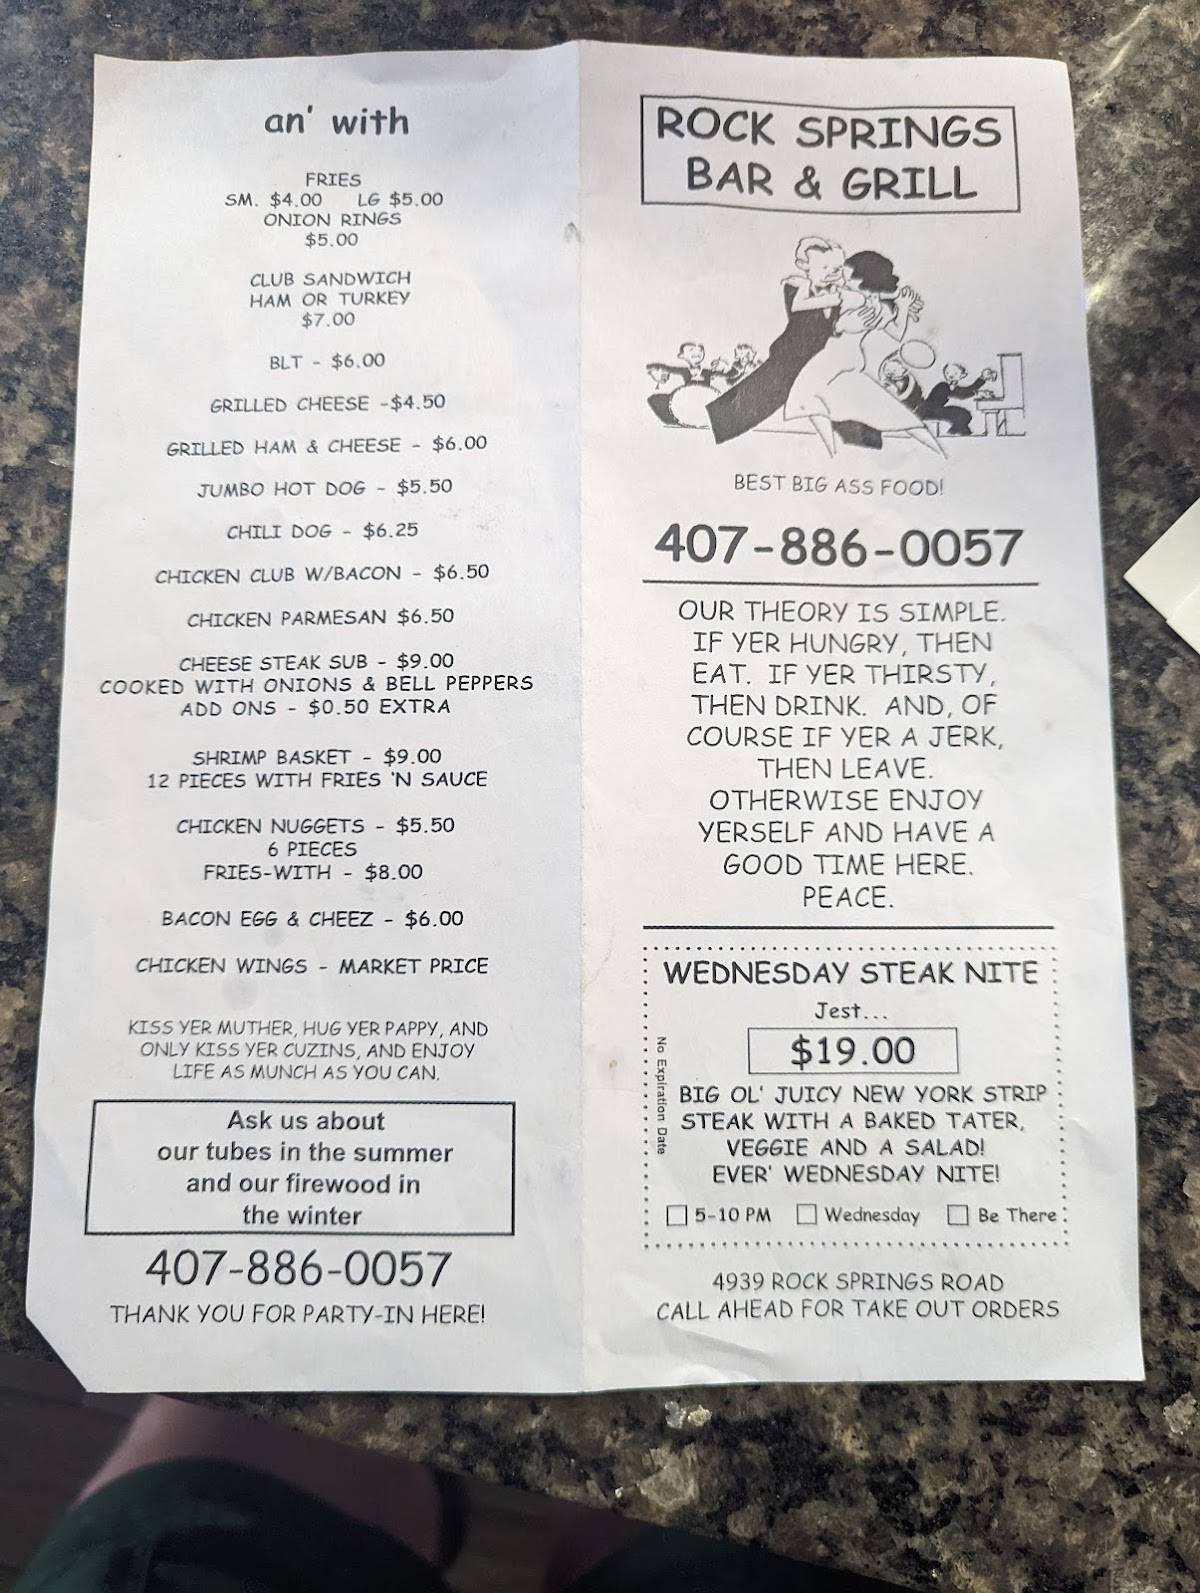 an' with
FRIES
SM. $4.00 LG $5.00
ONION RINGS
$5.00
CLUB SANDWICH
HAM OR TURKEY
$7.00
BLT - $6.00
GRILLED CHEESE -$4.50
GRILLED HAM & CHEESE - $6.00
JUMBO HOT DOG - $5.50
CHILI DOG - $6.25
CHICKEN CLUB W/BACON - $6.50
CHICKEN PARMESAN $6.50
CHEESE STEAK SUB - $9.00
COOKED WITH ONIONS & BELL PEPPERS
ADD ONS - $0.50 EXTRA
SHRIMP BASKET - $9.00
12 PIECES WITH FRIES 'N SAUCE
CHICKEN NUGGETS - $5.50
6 PIECES
FRIES-WITH - $8.00
BACON EGG & CHEEZ - $6.00
CHICKEN WINGS - MARKET PRICE
KISS YER MUTHER, HUG YER PAPPY, AND
ONLY KISS YER CUZINS, AND ENJOY
LIFE AS MUNCH AS YOU CAN.
Ask us about
our tubes in the summer
and our firewood in
the winter
407-886-0057
THANK YOU FOR PARTY-IN HERE!
ROCK SPRINGS
BAR & GRILL
BEST BIG ASS FOOD!
407-886-0057
OUR THEORY IS SIMPLE.
IF YER HUNGRY, THEN
EAT. IF YER THIRSTY,
THEN DRINK. AND, OF
COURSE IF YER A JERK,
THEN LEAVE.
OTHERWISE ENJOY
YERSELF AND HAVE A
GOOD TIME HERE.
PEACE.
WEDNESDAY STEAK NITE
Jest...
$19.00
No Expiration Date
BIG OL' JUICY NEW YORK STRIP
STEAK WITH A BAKED TATER,
VEGGIE AND A SALAD!
EVER' WEDNESDAY NITE!
5-10 PM Wednesday Be There
4939 ROCK SPRINGS ROAD
CALL AHEAD FOR TAKE OUT ORDERS